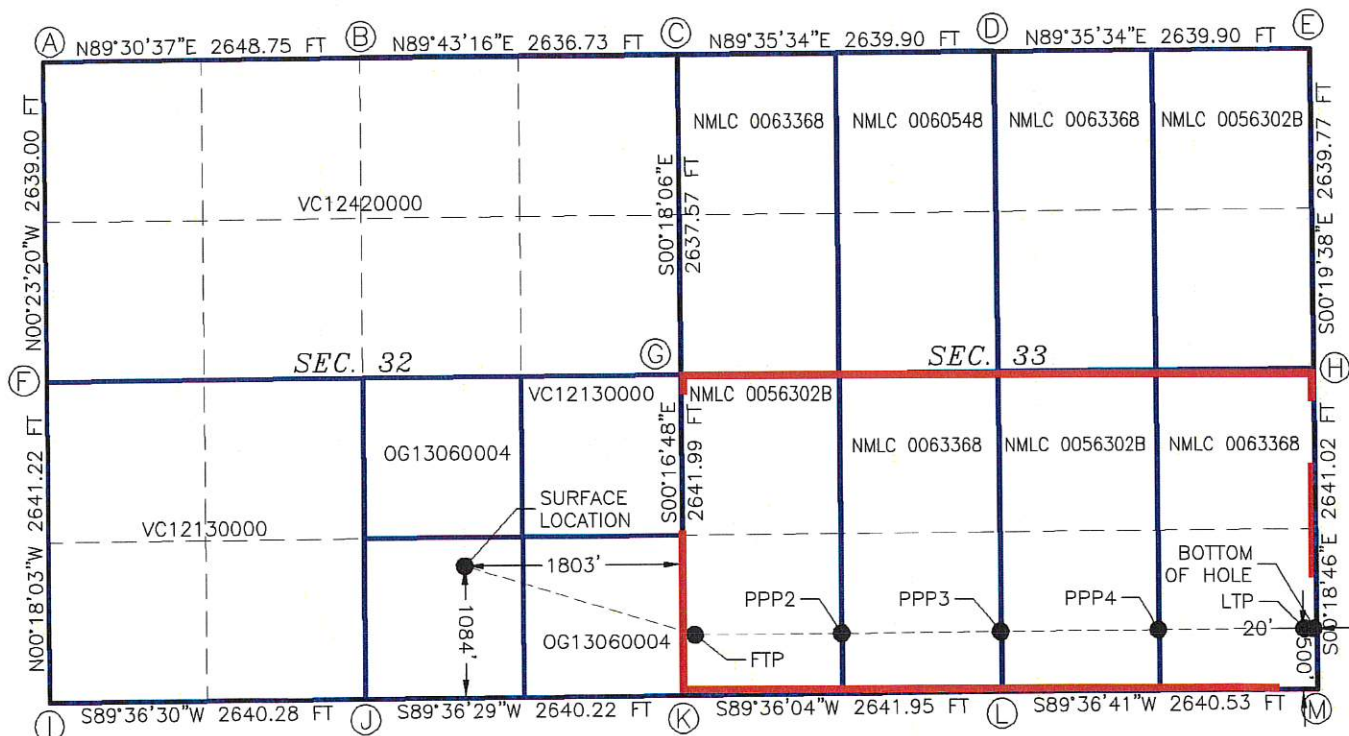 A N89°30'37"E 2648.75 FT B N89°43'16"E 2636.73 FT C N89°35'34"E 2639.90 FT D N89°35'34"E 2639.90 FT E
N00°23'20"W 2639.00 FT
S00°18'06"E
2637.57 FT
S00°19'38"E 2639.77 FT
NMLC 0063368 NMLC 0060548 NMLC 0063368 NMLC 0056302B
VC12420000
F SEC. 32 G SEC. 33 H
N00°18'03"W 2641.22 FT
S00°16'48"E
2641.99 FT
S00°18'46"E 2641.02 FT
VC12130000 NMLC 0056302B
OG13060004 NMLC 0063368 NMLC 0056302B NMLC 0063368
SURFACE
LOCATION
VC12130000
1803'
1084'
BOTTOM
OF HOLE
PPP2 PPP3 PPP4 LTP
20'
500'
OG13060004
FTP
I S89°36'30"W 2640.28 FT J S89°36'29"W 2640.22 FT K S89°36'04"W 2641.95 FT L S89°36'41"W 2640.53 FT M